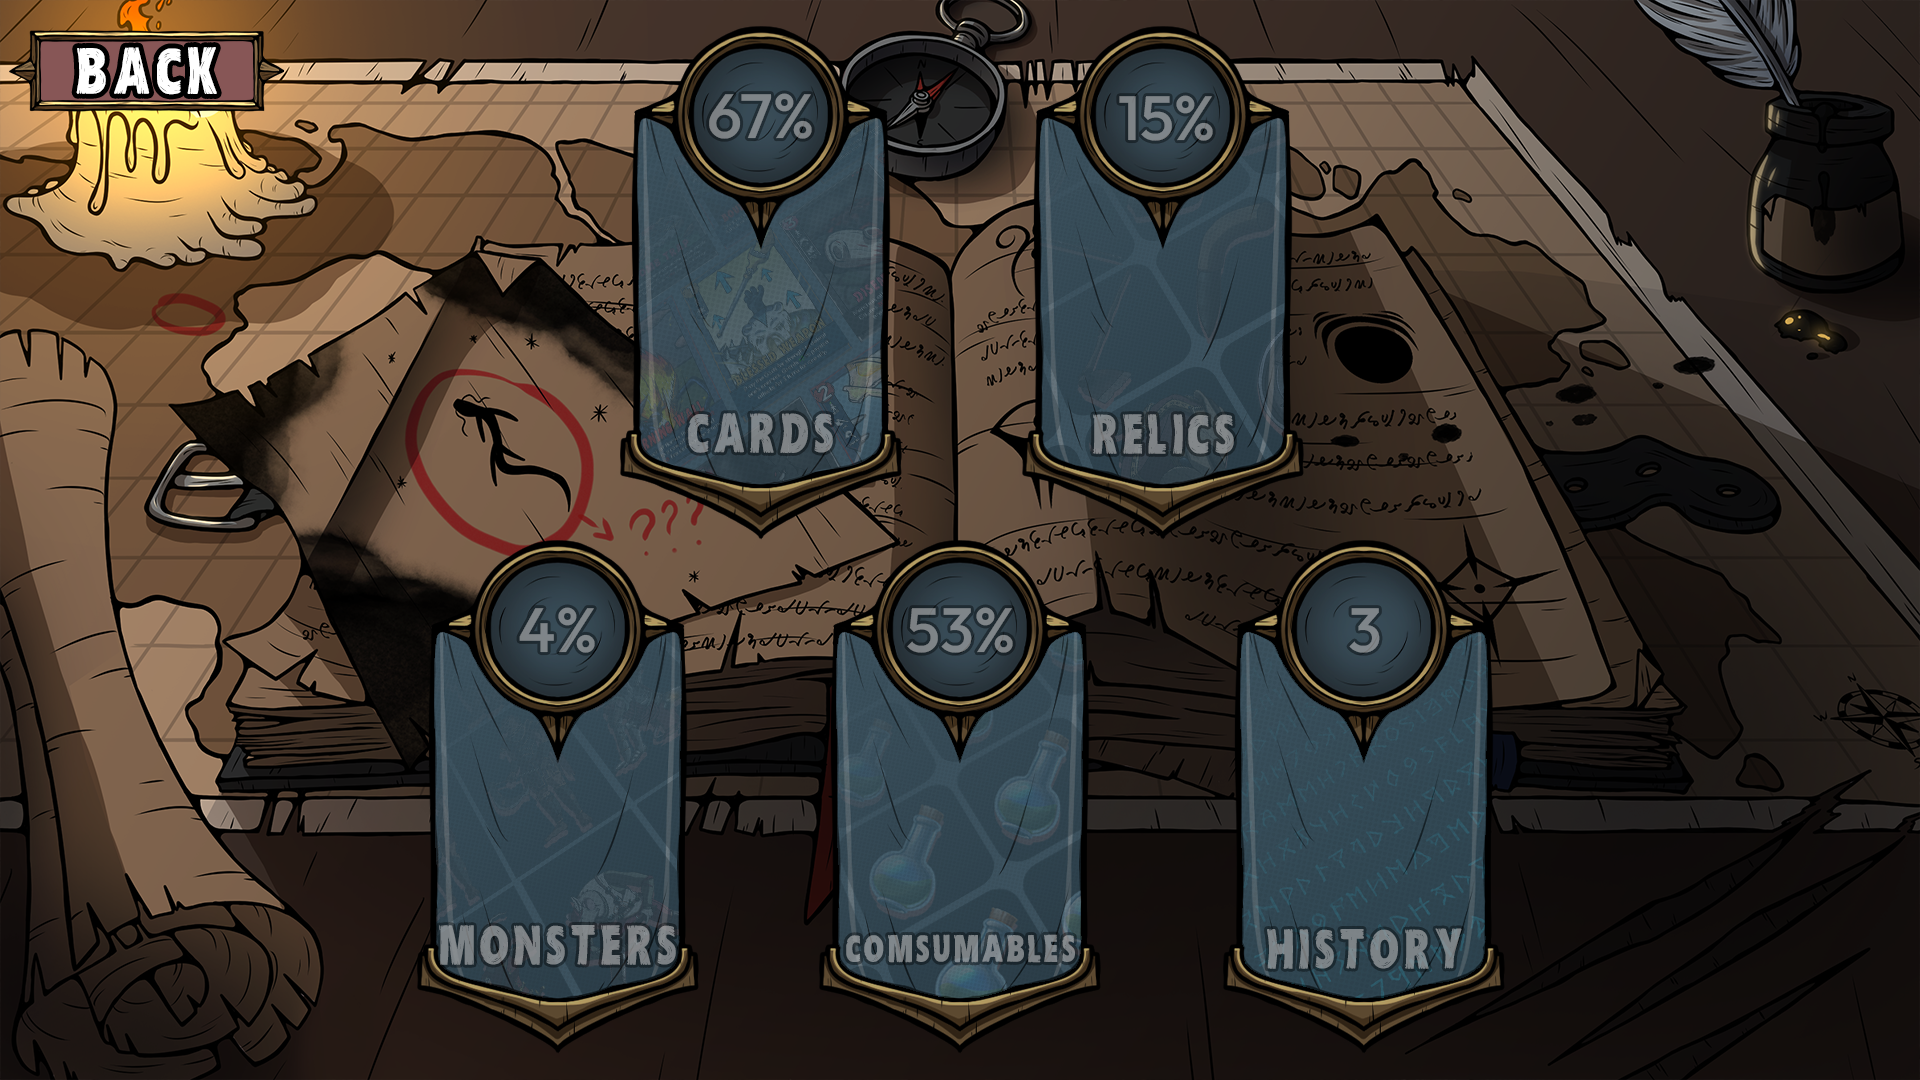 BACK
67%
15%
CARDS
RELICS
???
4%
53%
3
MONSTERS
COMSUMABLES
HISTORY